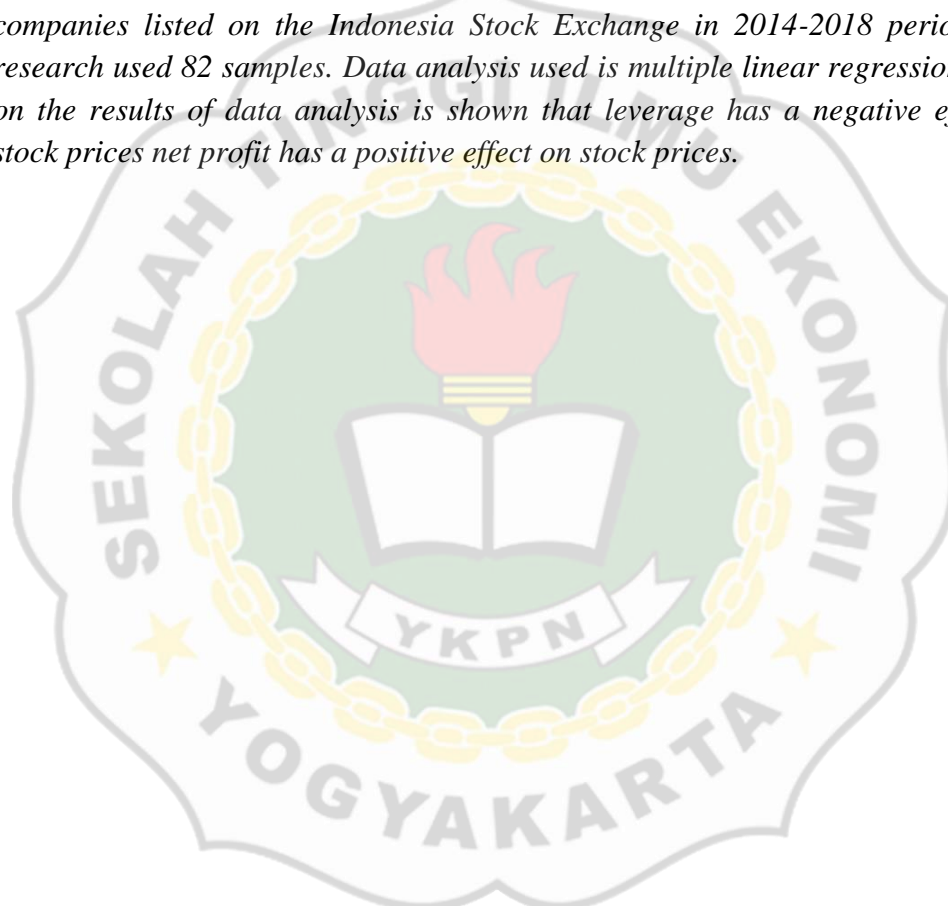 companies listed on the Indonesia Stock Exchange in 2014-2018 perio
research used 82 samples. Data analysis used is multiple linear regression
on the results of data analysis is shown that leverage has a negative ef
stock prices net profit has a positive effect on stock prices.
SEKOLAH TINGGI ILMU EKONOMI
YKPN
YOGYAKARTA